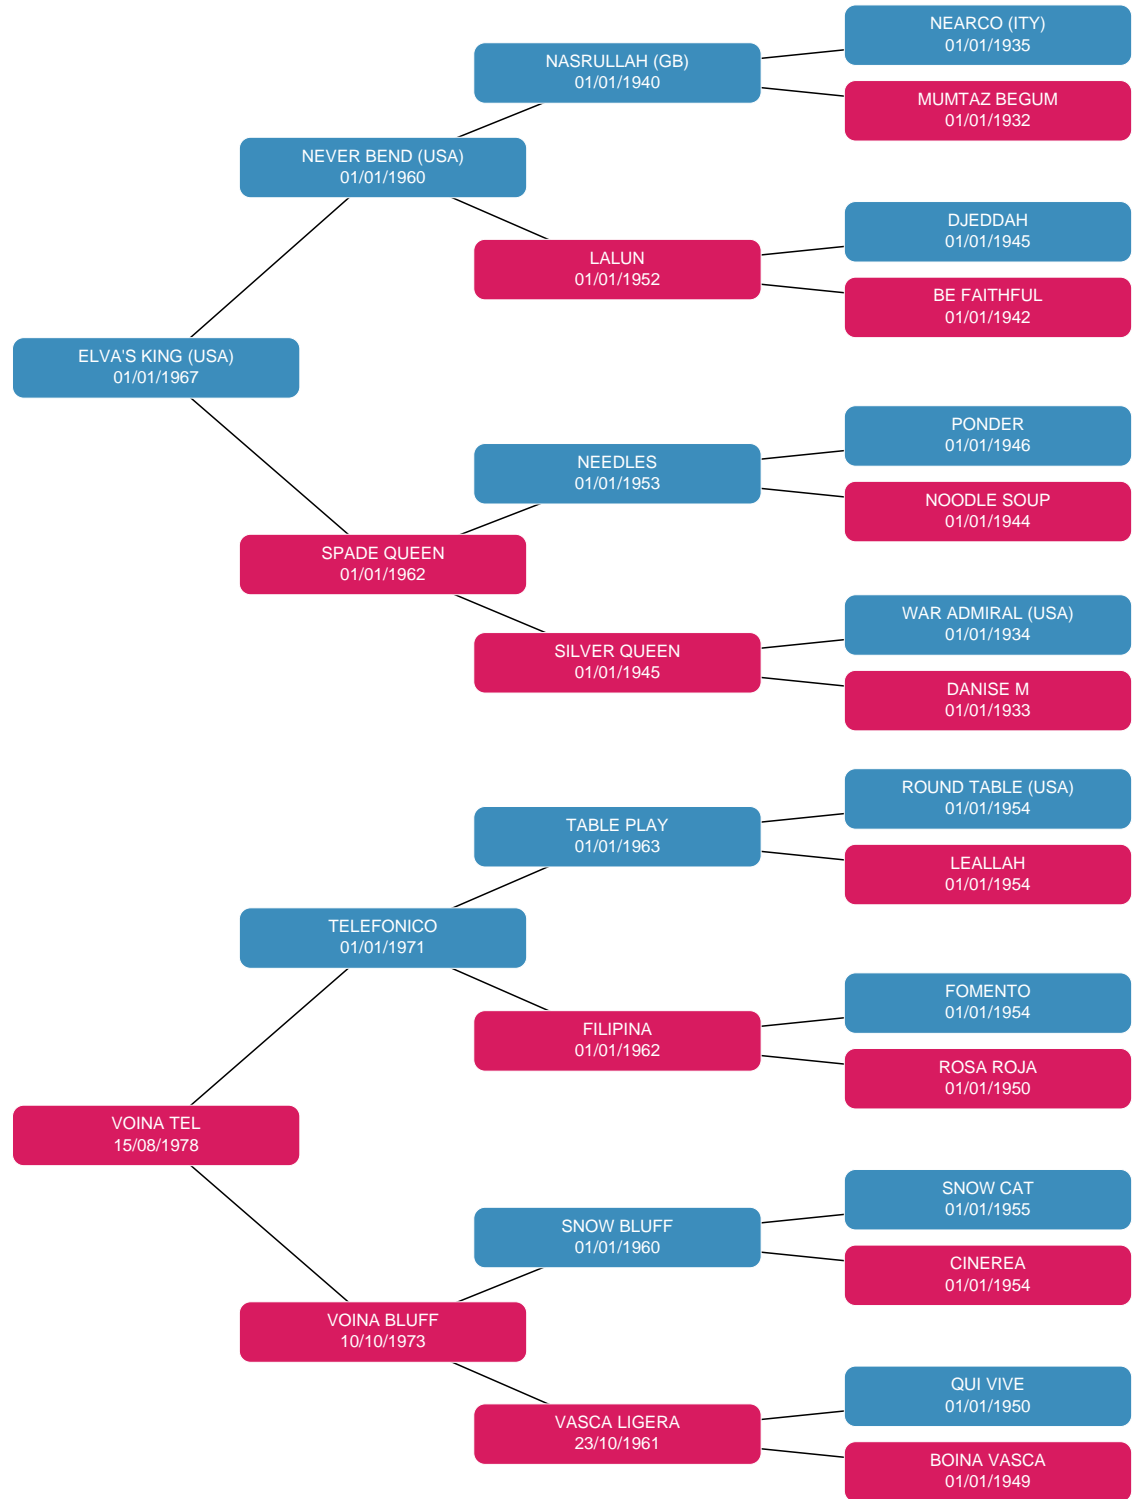 NEARCO (ITY)
01/01/1935
NASRULLAH (GB)
01/01/1940
MUMTAZ BEGUM
01/01/1932
NEVER BEND (USA)
01/01/1960
DJEDDAH
01/01/1945
LALUN
01/01/1952
BE FAITHFUL
01/01/1942
ELVA'S KING (USA)
01/01/1967
PONDER
01/01/1946
NEEDLES
01/01/1953
NOODLE SOUP
01/01/1944
SPADE QUEEN
01/01/1962
WAR ADMIRAL (USA)
01/01/1934
SILVER QUEEN
01/01/1945
DANISE M
01/01/1933
ROUND TABLE (USA)
01/01/1954
TABLE PLAY
01/01/1963
LEALLAH
01/01/1954
TELEFONICO
01/01/1971
FOMENTO
01/01/1954
FILIPINA
01/01/1962
ROSA ROJA
01/01/1950
VOINA TEL
15/08/1978
SNOW CAT
01/01/1955
SNOW BLUFF
01/01/1960
CINEREA
01/01/1954
VOINA BLUFF
10/10/1973
QUI VIVE
01/01/1950
VASCA LIGERA
23/10/1961
BOINA VASCA
01/01/1949